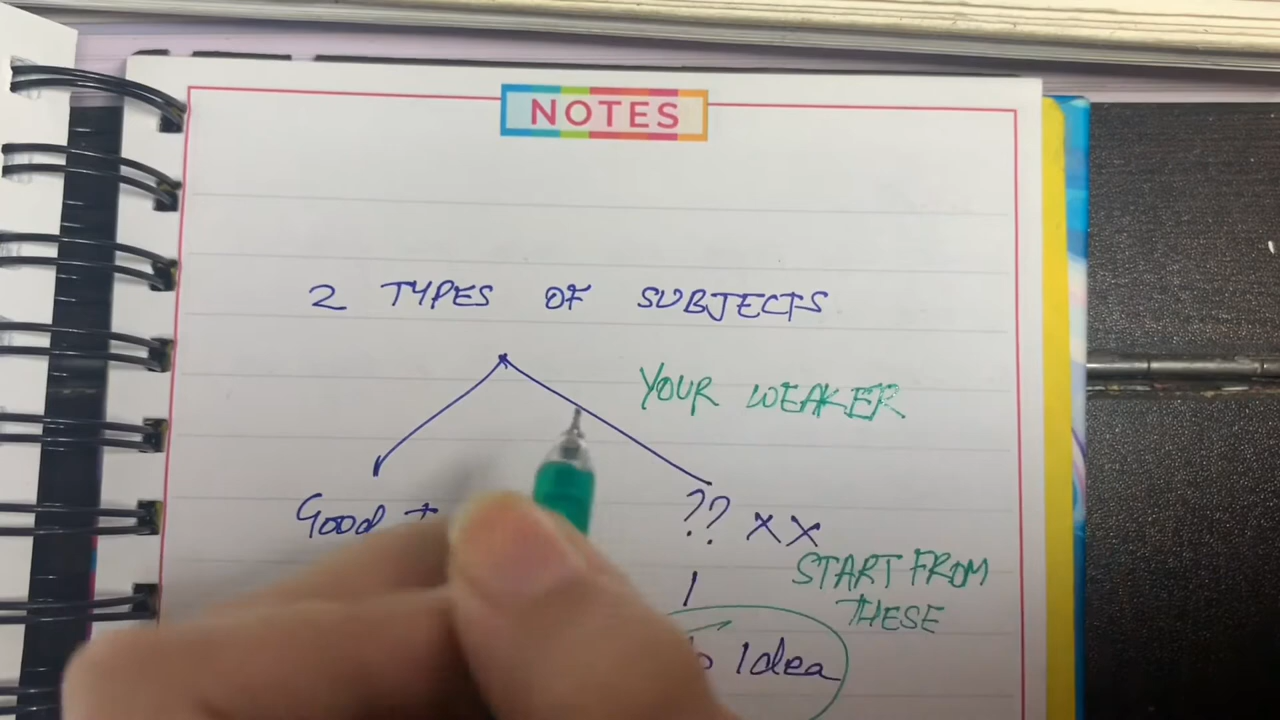 NOTES
2 TYPES OF SUBJECTS
YOUR WEAKER
Good +
?? XX
START FROM
THESE
Idea